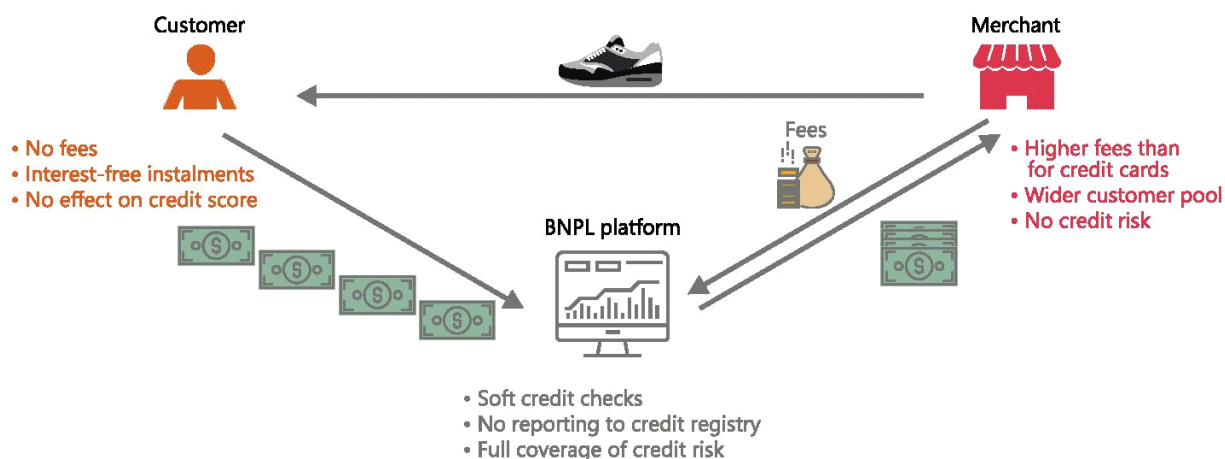 Customer
Merchant
Fees
• No fees
• Interest-free instalments
• No effect on credit score
• Higher fees than
for credit cards
• Wider customer pool
• No credit risk
BNPL platform
• Soft credit checks
• No reporting to credit registry
• Full coverage of credit risk